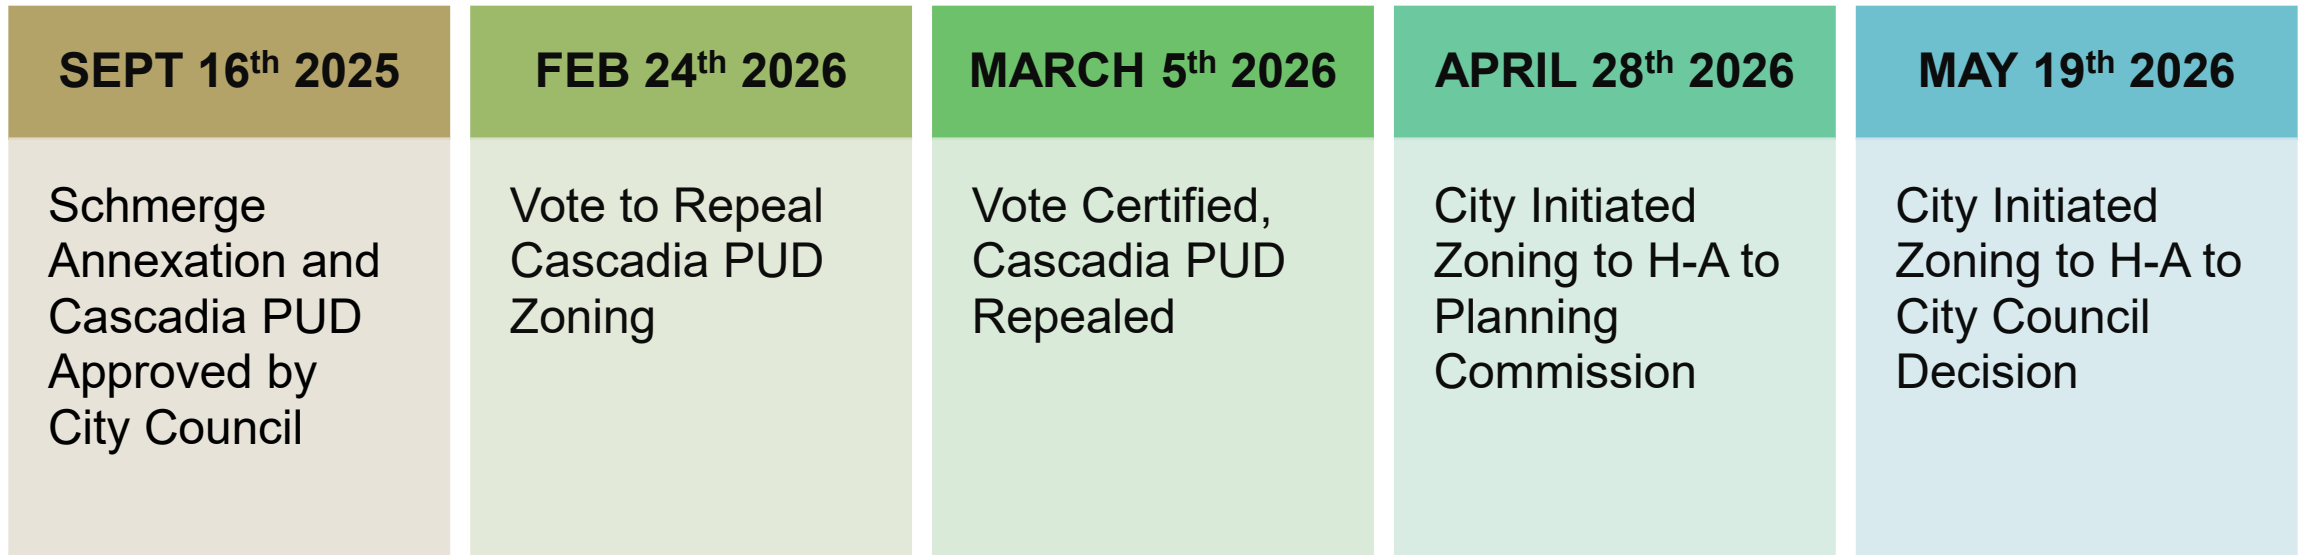 SEPT 16th 2025
Schmerge
Annexation and
Cascadia PUD
Approved by
City Council
FEB 24th 2026
Vote to Repeal
Cascadia PUD
Zoning
MARCH 5th 2026
Vote Certified,
Cascadia PUD
Repealed
APRIL 28th 2026
City Initiated
Zoning to H-A to
Planning
Commission
MAY 19th 2026
City Initiated
Zoning to H-A to
City Council
Decision